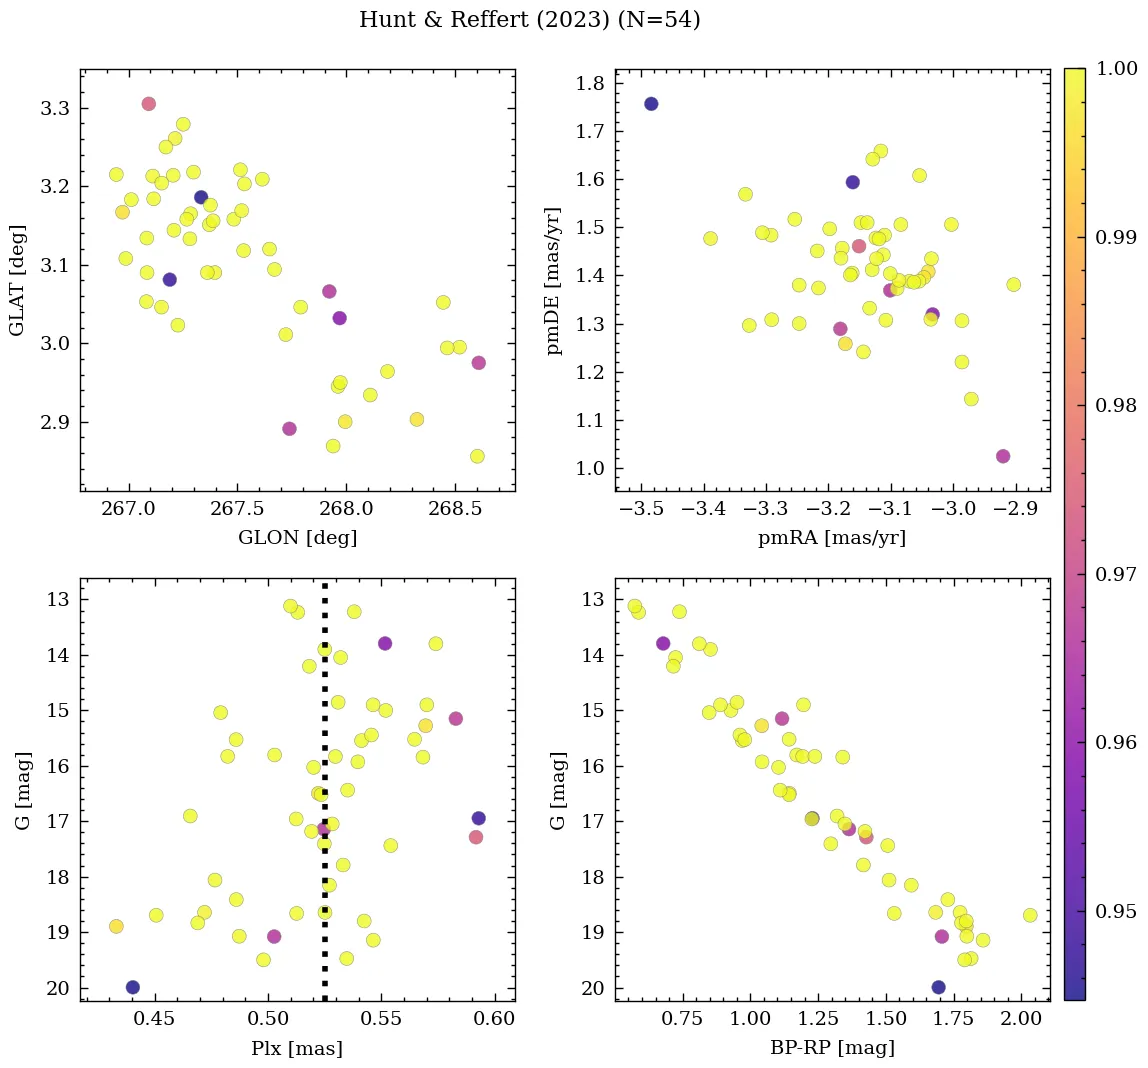 Hunt & Reffert (2023) (N=54)
3.3
3.2
3.1
3.0
2.9
GLAT [deg]
267.0 267.5 268.0 268.5
GLON [deg]
1.8
1.7
1.6
1.5
1.4
1.3
1.2
1.1
1.0
pmDE [mas/yr]
−3.5 −3.4 −3.3 −3.2 −3.1 −3.0 −2.9
pmRA [mas/yr]
13
14
15
16
17
18
19
20
G [mag]
0.45 0.50 0.55 0.60
Plx [mas]
13
14
15
16
17
18
19
20
G [mag]
0.75 1.00 1.25 1.50 1.75 2.00
BP-RP [mag]
1.00
0.99
0.98
0.97
0.96
0.95